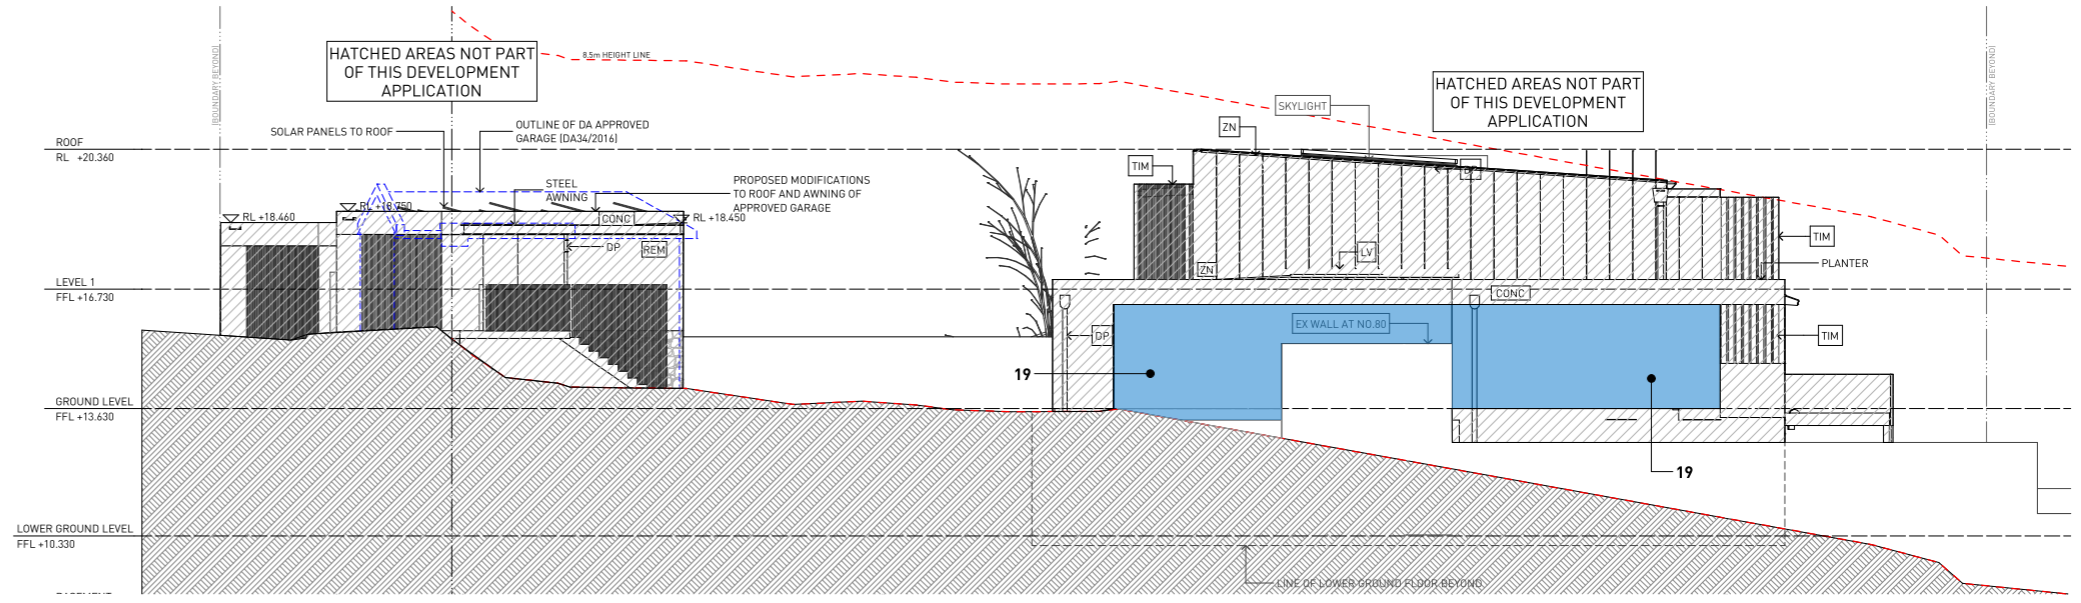 HATCHED AREAS NOT PART
OF THIS DEVELOPMENT
APPLICATION
8.5m HEIGHT LINE
HATCHED AREAS NOT PART
OF THIS DEVELOPMENT
APPLICATION
(BOUNDARY BEYOND)
(BOUNDARY BEYOND)
SKYLIGHT
ZN
SOLAR PANELS TO ROOF
OUTLINE OF DA APPROVED
GARAGE (DA34/2016)
ROOF
RL +20.360
TIM
DP
STEEL
AWNING
PROPOSED MODIFICATIONS
TO ROOF AND AWNING OF
APPROVED GARAGE
RL +18.460
RL +18.750
CONC
RL +18.450
DP
REM
TIM
LV
ZN
PLANTER
LEVEL 1
FFL +16.730
CONC
EX WALL AT NO.80
DP
TIM
19
GROUND LEVEL
FFL +13.630
19
LOWER GROUND LEVEL
FFL +10.330
LINE OF LOWER GROUND FLOOR BEYOND